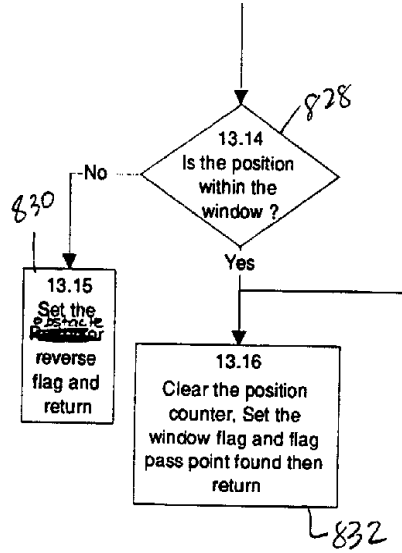 828
13.14
Is the position
within the
window ?
No
Yes
830
13.15
Set the
obstacle
reverse
flag and
return
13.16
Clear the position
counter, Set the
window flag and flag
pass point found then
return
832